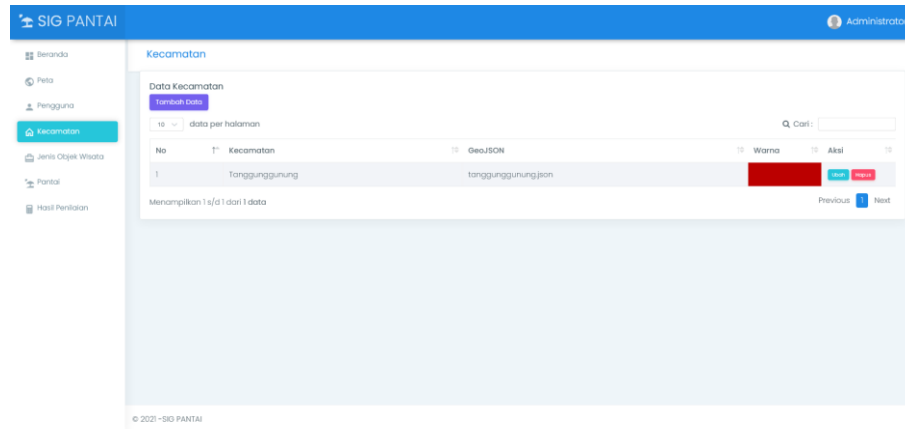 SIG PANTAI
Administrator
Beranda
Kecamatan
Peta
Pengguna
Kecamatan
Jenis Objek Wisata
Pantai
Hasil Penilaian
Data Kecamatan
Tambah Data
10 data per halaman
Cari :
No Kecamatan GeoJSON Warna Aksi
1 Tanggunggunung tanggunggunung.json Ubah Hapus
Menampilkan 1 s/d 1 dari 1 data
Previous 1 Next
© 2021 - SIG PANTAI